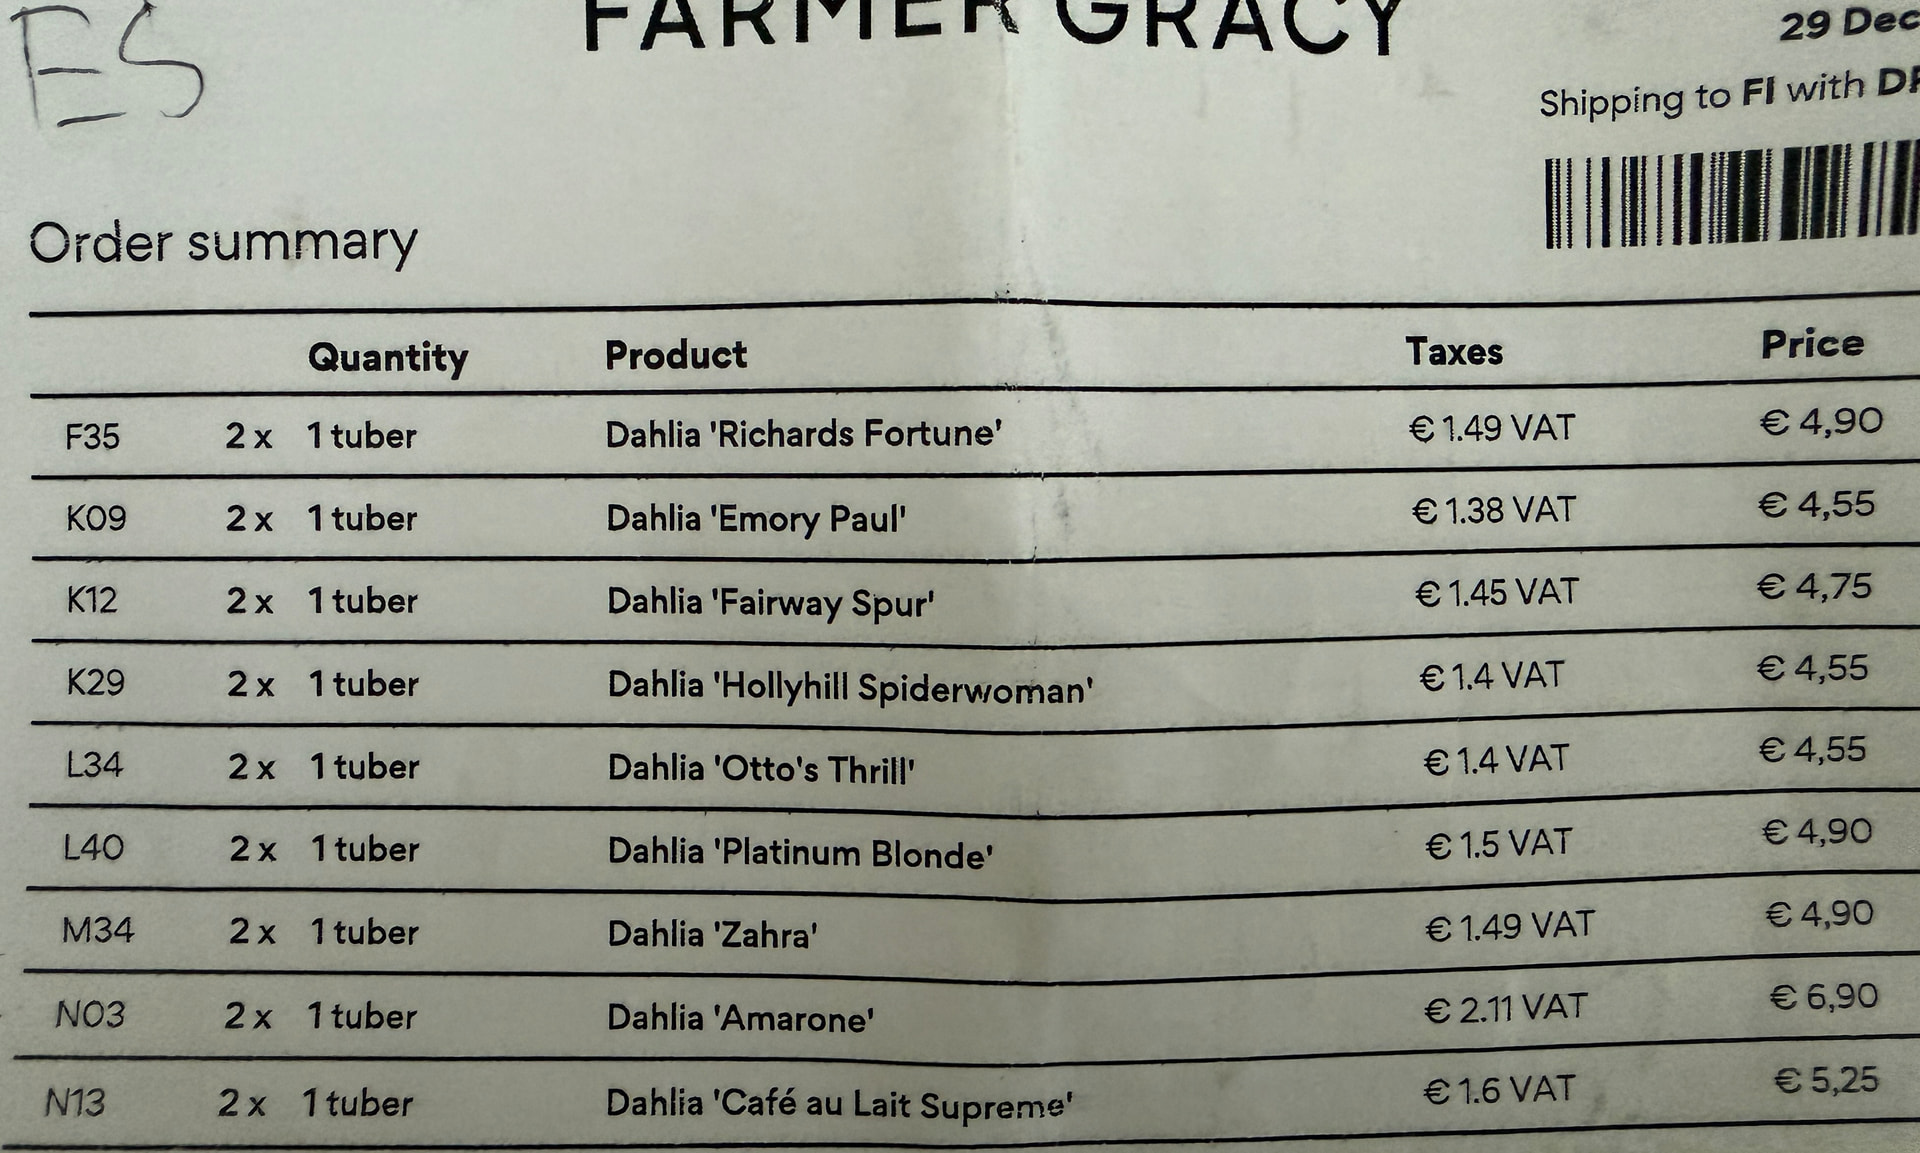 ES
FARMER GRACY
29 Dec
Shipping to FI with
Order summary
Quantity Product Taxes Price
F35 2 x 1 tuber Dahlia 'Richards Fortune' € 1.49 VAT € 4,90
K09 2 x 1 tuber Dahlia 'Emory Paul' € 1.38 VAT € 4,55
K12 2 x 1 tuber Dahlia 'Fairway Spur' € 1.45 VAT € 4,75
K29 2 x 1 tuber Dahlia 'Hollyhill Spiderwoman' € 1.4 VAT € 4,55
L34 2 x 1 tuber Dahlia 'Otto's Thrill' € 1.4 VAT € 4,55
L40 2 x 1 tuber Dahlia 'Platinum Blonde' € 1.5 VAT € 4,90
M34 2 x 1 tuber Dahlia 'Zahra' € 1.49 VAT € 4,90
N03 2 x 1 tuber Dahlia 'Amarone' € 2.11 VAT € 6,90
N13 2 x 1 tuber Dahlia 'Café au Lait Supreme' € 1.6 VAT € 5,25